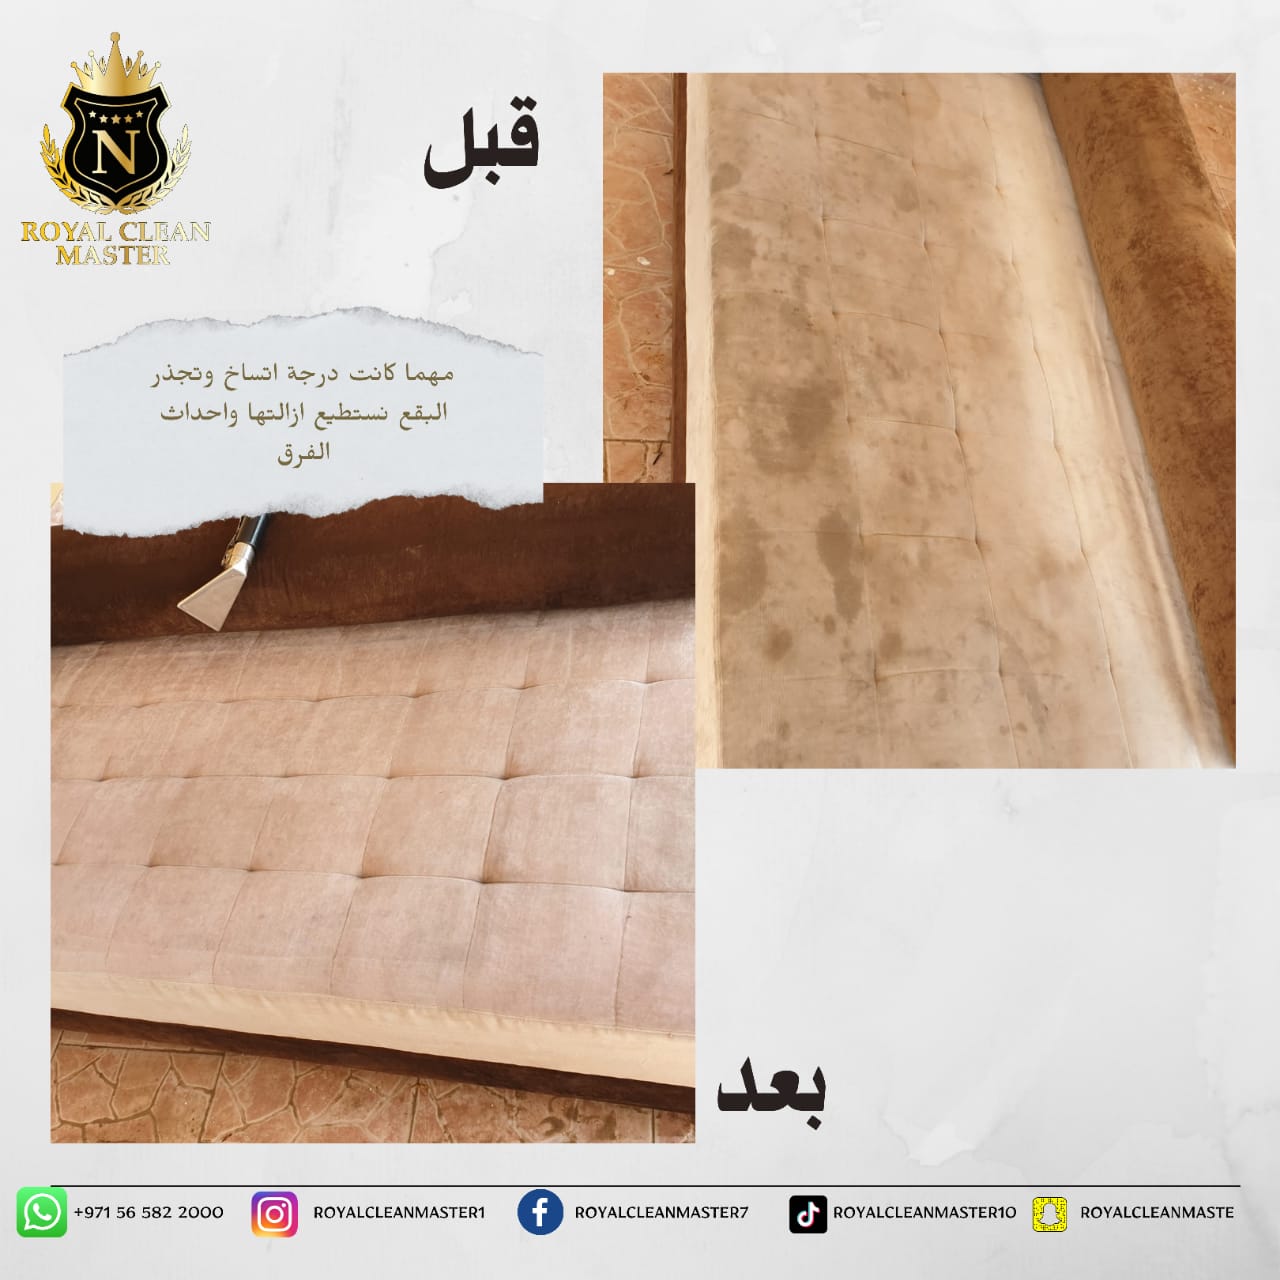 N
ROYAL CLEAN
MASTER
قبل
مهما كانت درجة اتساخ وتجذر
البقع نستطيع ازالتها واحداث
الفرق
بعد
+971 56 582 2000
ROYALCLEANMASTER1
ROYALCLEANMASTER7
ROYALCLEANMASTER10
ROYALCLEANMASTE